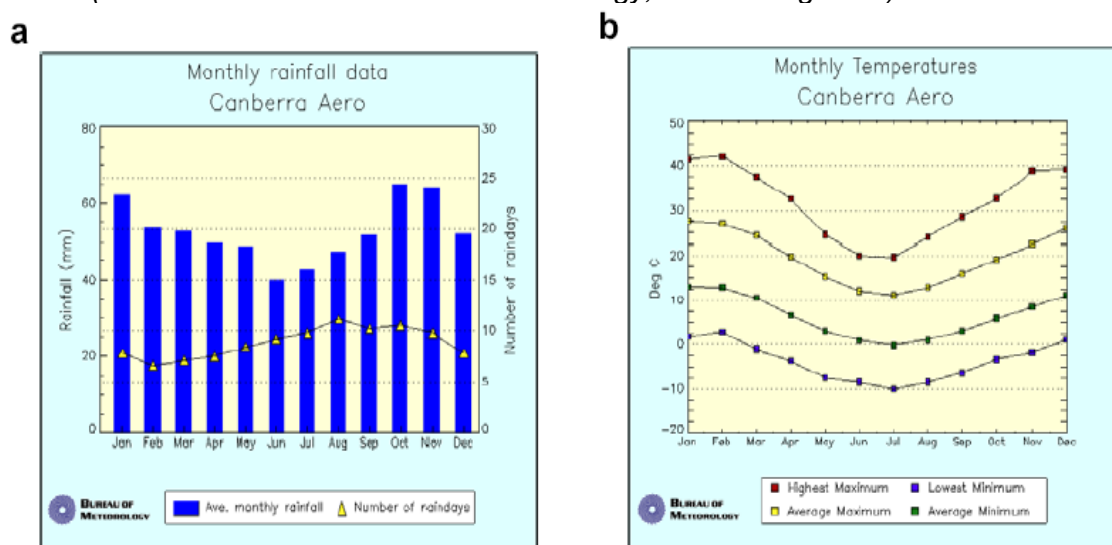 a
Monthly rainfall data
Canberra Aero
80
60
40
20
0
Rainfall (mm)
30
25
20
15
10
5
0
Number of raindays
Jan Feb Mar Apr May Jun Jul Aug Sep Oct Nov Dec
BUREAU OF
METEOROLOGY
Ave. monthly rainfall Number of raindays
b
Monthly Temperatures
Canberra Aero
50
40
30
20
10
0
-10
-20
Deg C
Jan Feb Mar Apr May Jun Jul Aug Sep Oct Nov Dec
BUREAU OF
METEOROLOGY
Highest Maximum Lowest Minimum
Average Maximum Average Minimum